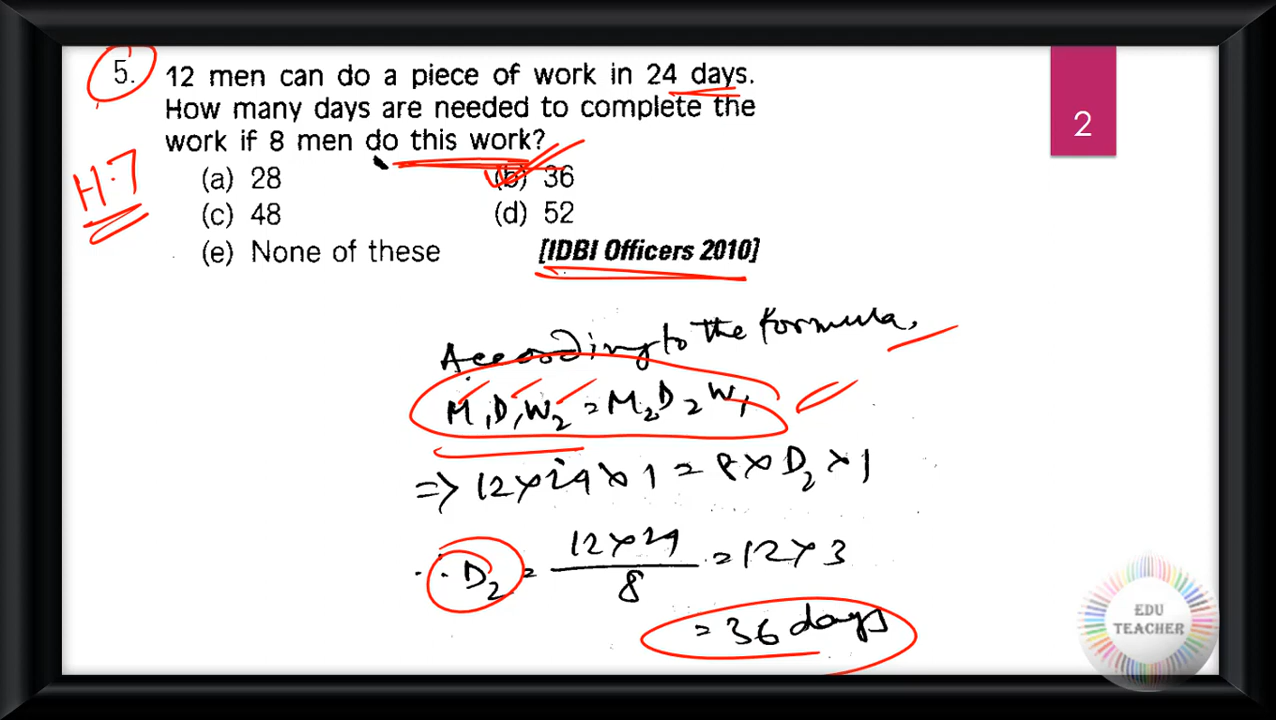 5. 12 men can do a piece of work in 24 days.
How many days are needed to complete the
work if 8 men do this work?
(a) 28 (b) 36
(c) 48 (d) 52
(e) None of these [IDBI Officers 2010]
2
According to the formula,
M₁D₁W₂ = M₂D₂W₁
=> 12 × 24 × 1 = 8 × D₂ × 1
∴ D₂ = 12 × 24 / 8 = 12 × 3
= 36 days
EDU
TEACHER